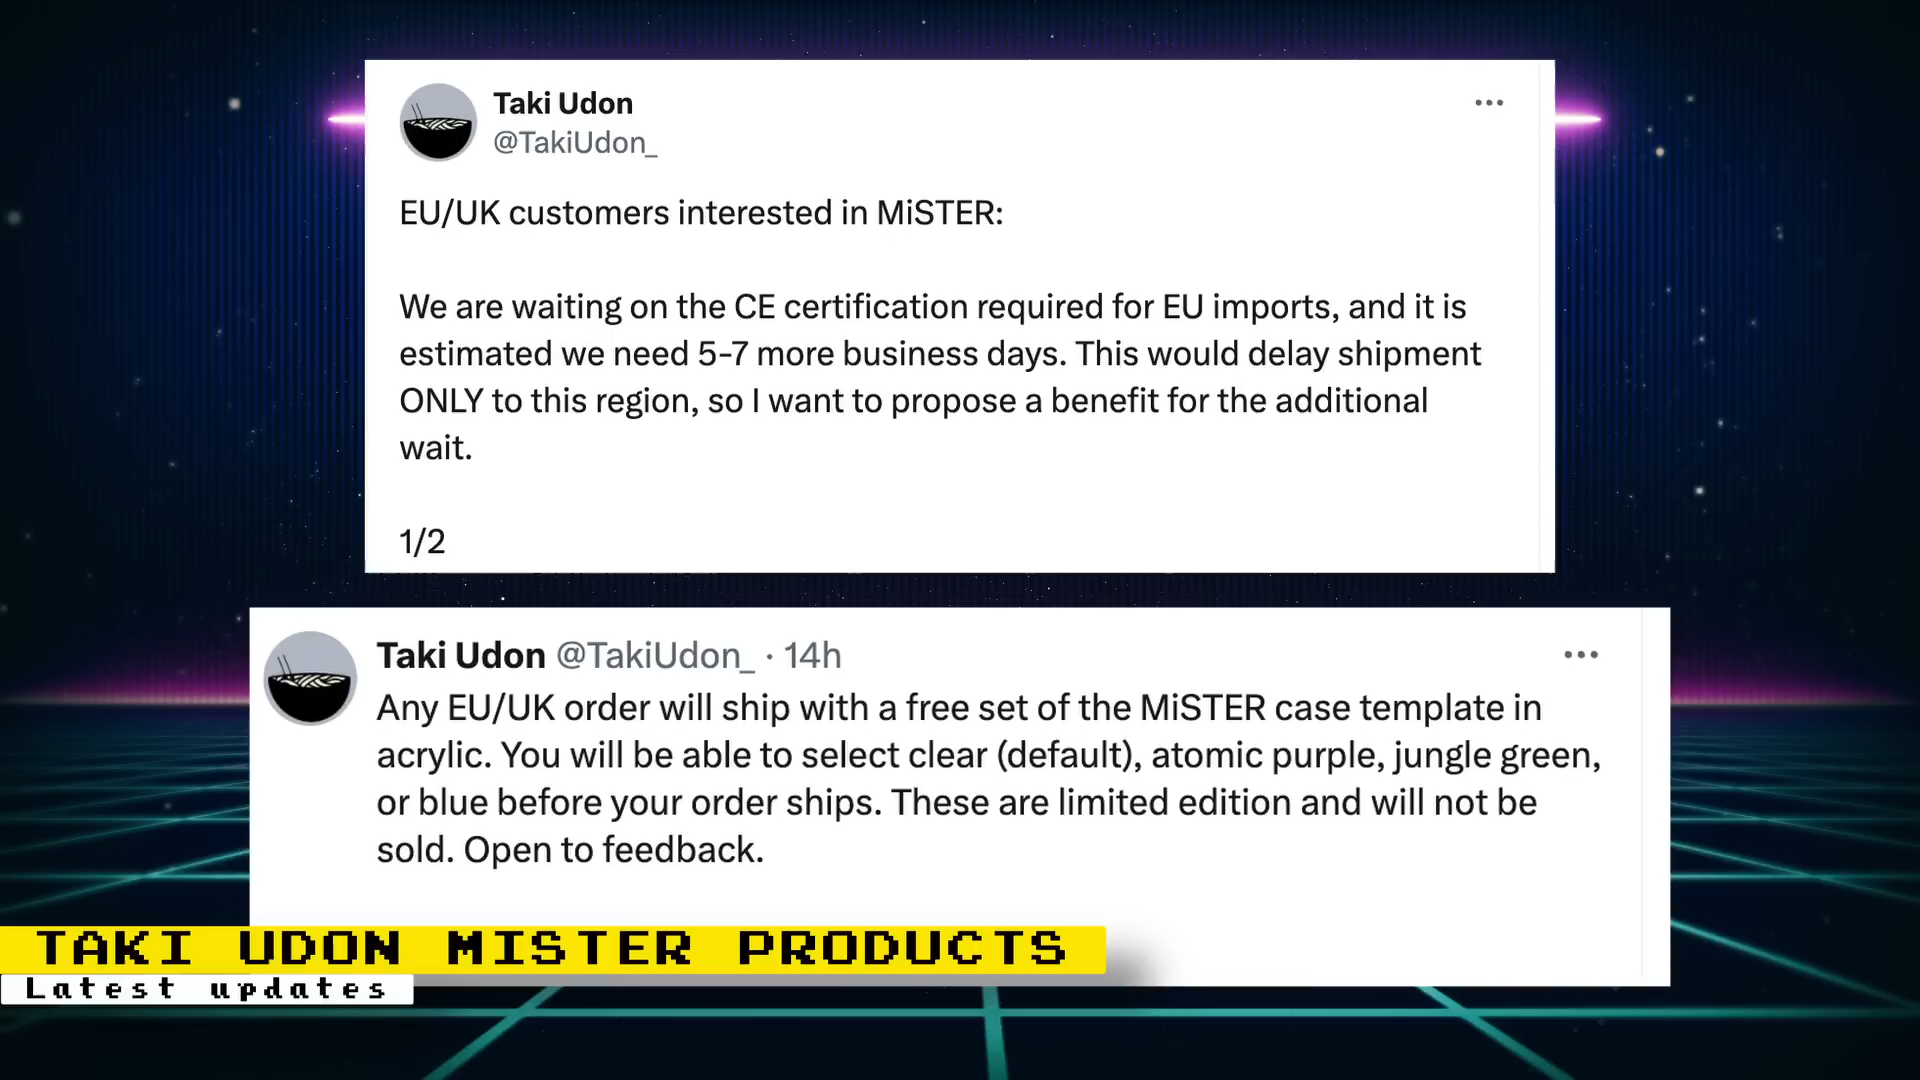 Taki Udon
@TakiUdon_
EU/UK customers interested in MiSTER:
We are waiting on the CE certification required for EU imports, and it is
estimated we need 5-7 more business days. This would delay shipment
ONLY to this region, so I want to propose a benefit for the additional
wait.
1/2
Taki Udon @TakiUdon_ · 14h
Any EU/UK order will ship with a free set of the MiSTER case template in
acrylic. You will be able to select clear (default), atomic purple, jungle green,
or blue before your order ships. These are limited edition and will not be
sold. Open to feedback.
TAKI UDON MISTER PRODUCTS
Latest updates